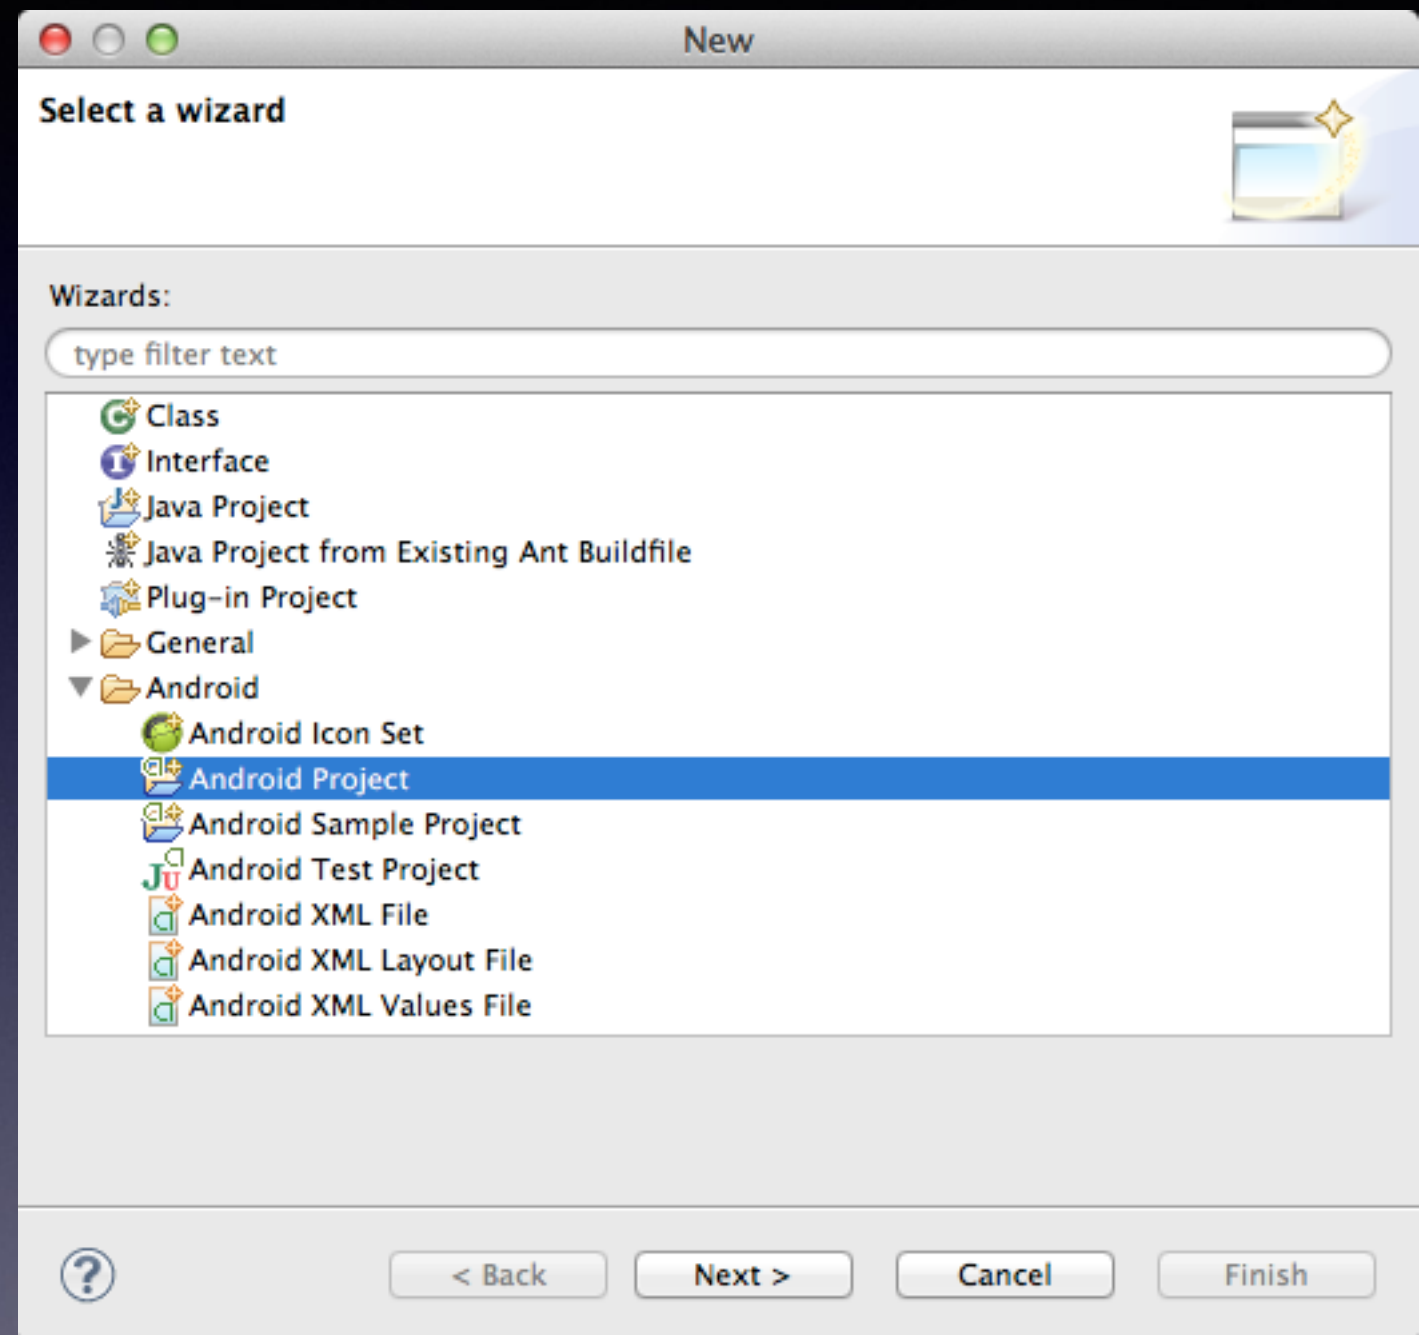 New
Select a wizard
Wizards:
type filter text
Class
Interface
Java Project
Java Project from Existing Ant Buildfile
Plug-in Project
General
Android
Android Icon Set
Android Project
Android Sample Project
Android Test Project
Android XML File
Android XML Layout File
Android XML Values File
? < Back Next > Cancel Finish